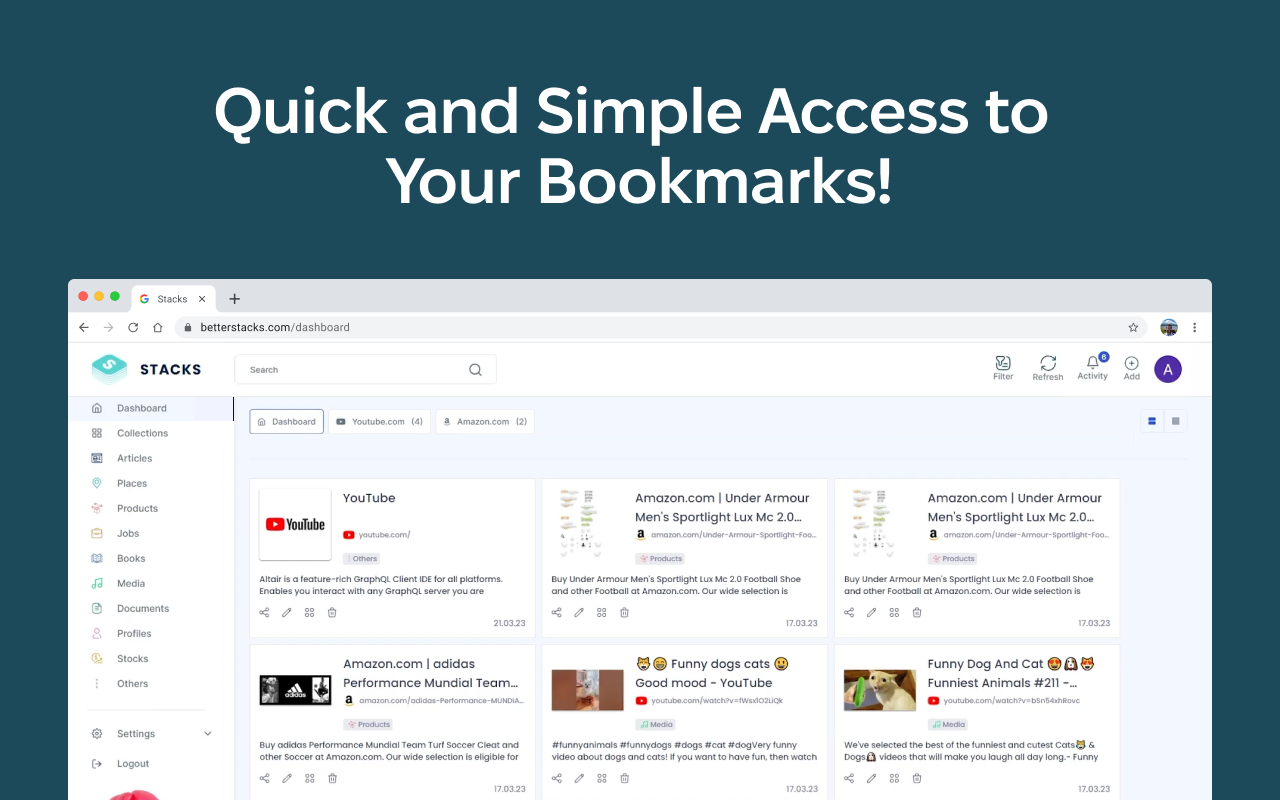 Quick and Simple Access to
Your Bookmarks!
Stacks
betterstacks.com/dashboard
STACKS
Search
Filter
Refresh
6
Activity
Add
A
Dashboard
Collections
Articles
Places
Products
Jobs
Books
Media
Documents
Profiles
Stocks
Others
Settings
Logout
Dashboard
Youtube.com (4)
Amazon.com (2)
YouTube
YouTube
youtube.com/
Others
Altair is a feature-rich GraphQL Client IDE for all platforms.
Enables you interact with any GraphQL server you are
21.03.23
Amazon.com | Under Armour
Men's Sportlight Lux Mc 2.0...
amazon.com/Under-Armour-Sportlight-Foo...
Products
Buy Under Armour Men's Sportlight Lux Mc 2.0 Football Shoe
and other Football at Amazon.com. Our wide selection is
17.03.23
Amazon.com | Under Armour
Men's Sportlight Lux Mc 2.0...
amazon.com/Under-Armour-Sportlight-Foo...
Products
Buy Under Armour Men's Sportlight Lux Mc 2.0 Football Shoe
and other Football at Amazon.com. Our wide selection is
17.03.23
adidas
Amazon.com | adidas
Performance Mundial Team...
amazon.com/adidas-Performance-MUNDIA...
Products
Buy adidas Performance Mundial Team Turf Soccer Cleat and
other Soccer at Amazon.com. Our wide selection is eligible for
17.03.23
😺😁 Funny dogs cats 😀
Good mood - YouTube
youtube.com/watch?v=fWsxlO2LiQk
Media
#funnyanimals #funnydogs #dogs #cat #dogVery funny
video about dogs and cats! If you want to have fun, then watch
17.03.23
Funny Dog And Cat 😍🐶😻
Funniest Animals #211 -...
youtube.com/watch?v=bSn54xhRovc
Media
We've selected the best of the funniest and cutest Cats😺 &
Dogs🐶 videos that will make you laugh all day long.- Funny
17.03.23